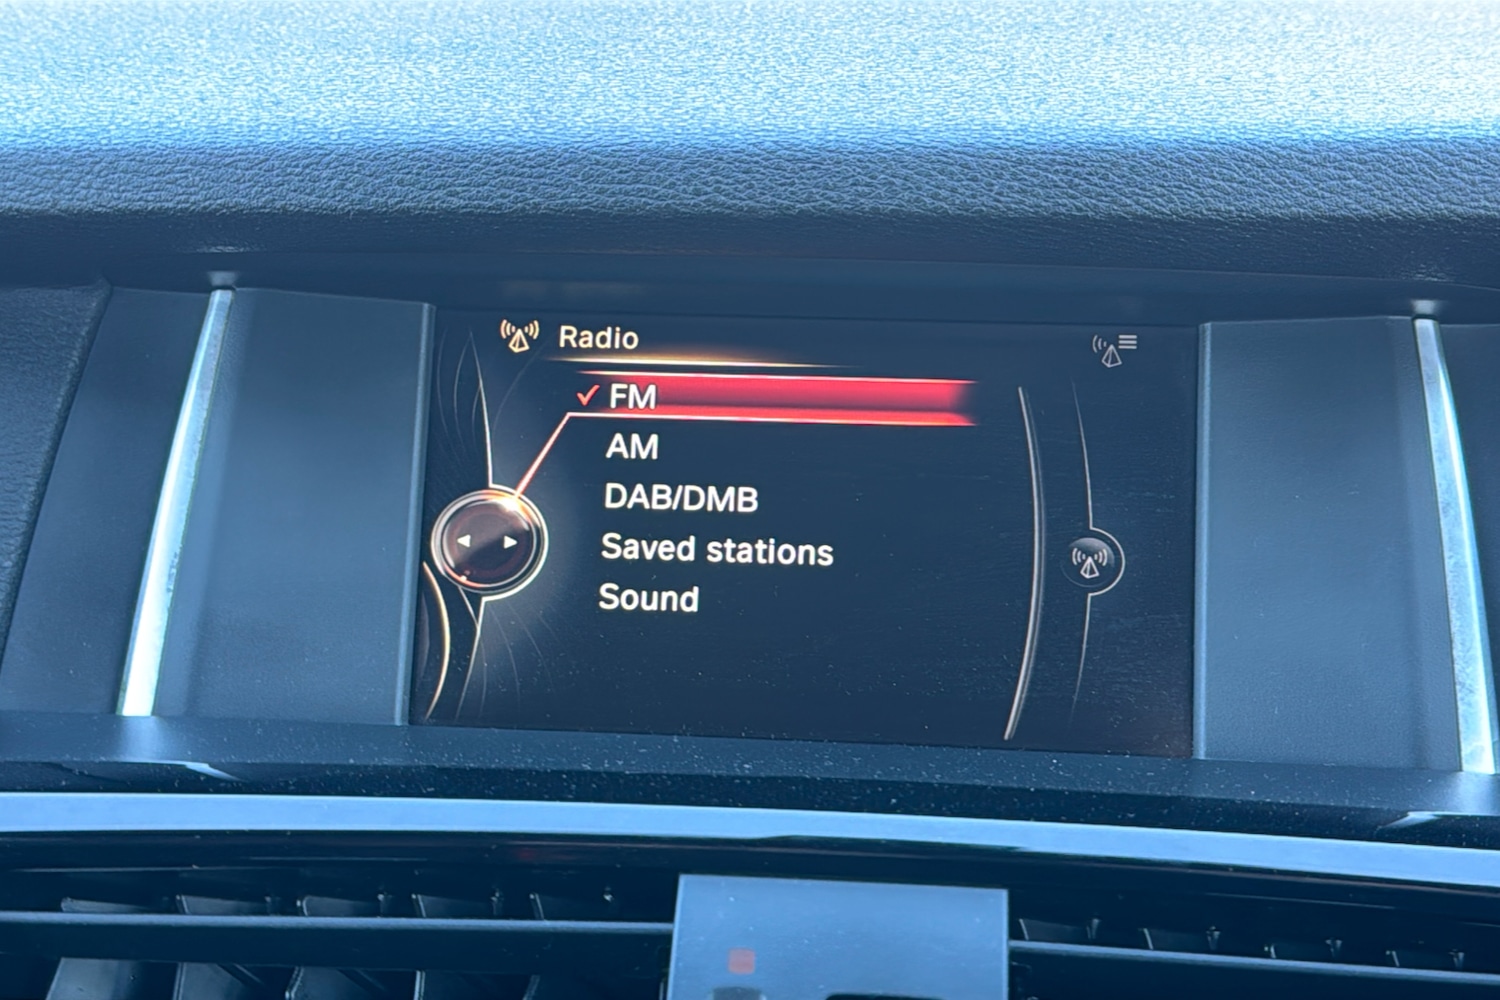 Radio
FM
AM
DAB/DMB
Saved stations
Sound